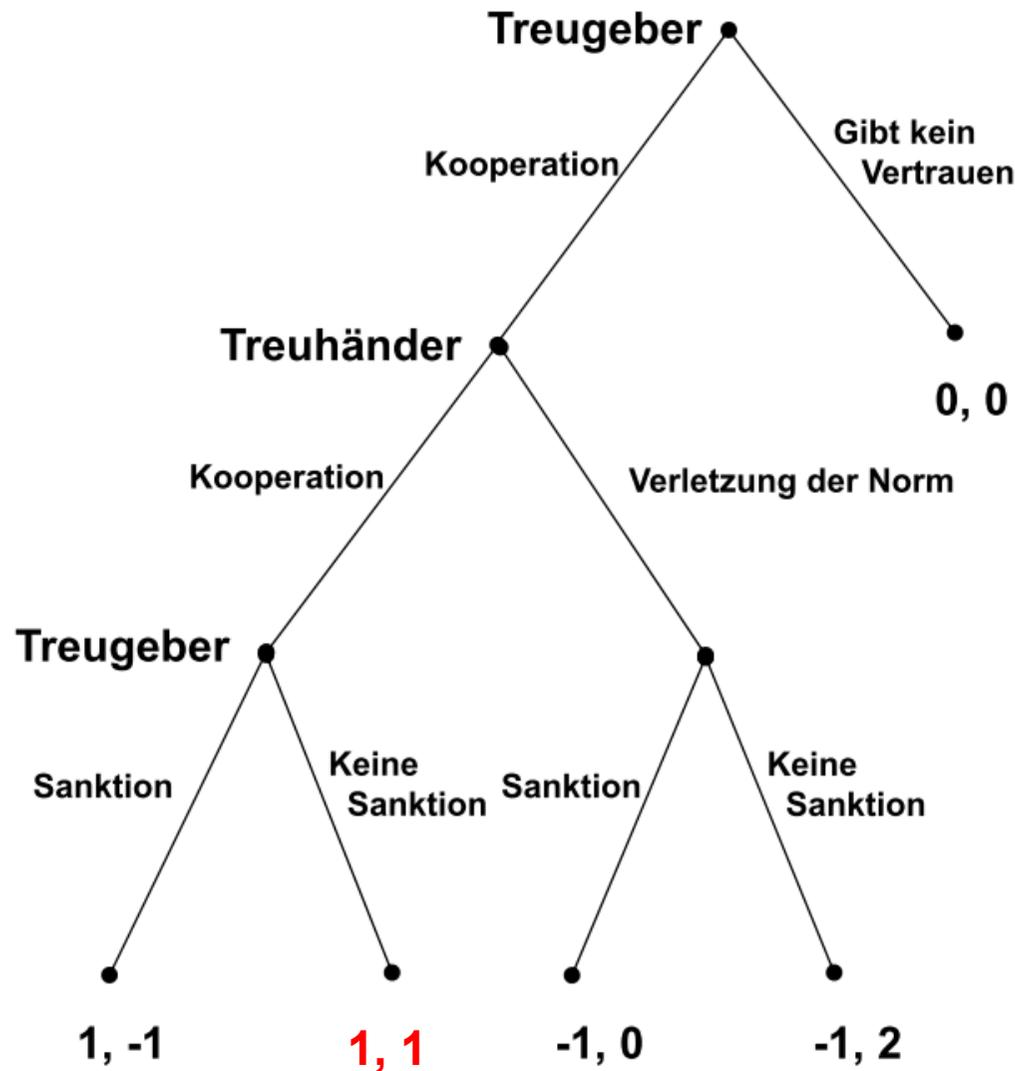 Treugeber
Gibt kein
Vertrauen
Kooperation
Treuhänder
0, 0
Kooperation
Verletzung der Norm
Treugeber
Sanktion
Keine
Sanktion
Sanktion
Keine
Sanktion
1, -1
1, 1
-1, 0
-1, 2